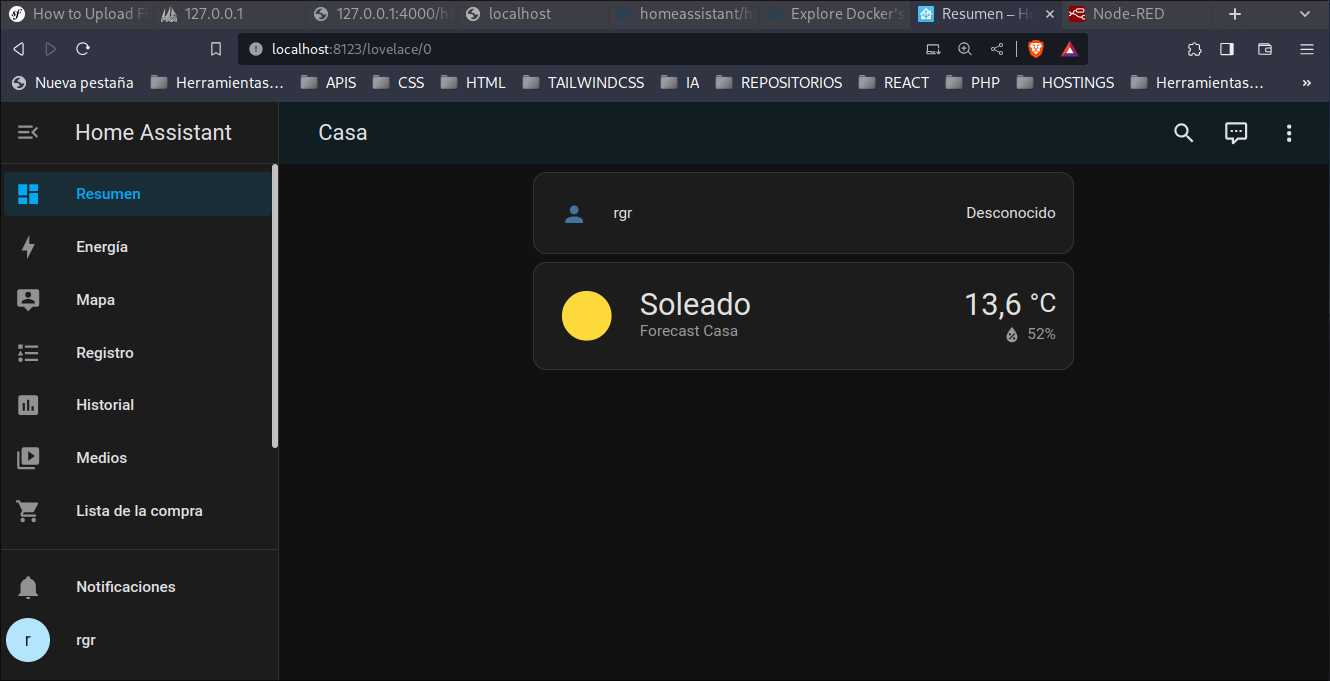 How to Upload Fi
127.0.0.1
127.0.0.1:4000/ha
localhost
homeassistant/h
Explore Docker's
Resumen – H
Node-RED
localhost:8123/lovelace/0
Nueva pestaña
Herramientas...
APIS
CSS
HTML
TAILWINDCSS
IA
REPOSITORIOS
REACT
PHP
HOSTINGS
Herramientas...
»
Home Assistant
Casa
Resumen
Energía
Mapa
Registro
Historial
Medios
Lista de la compra
Notificaciones
r
rgr
rgr
Desconocido
Soleado
Forecast Casa
13,6 °C
52%